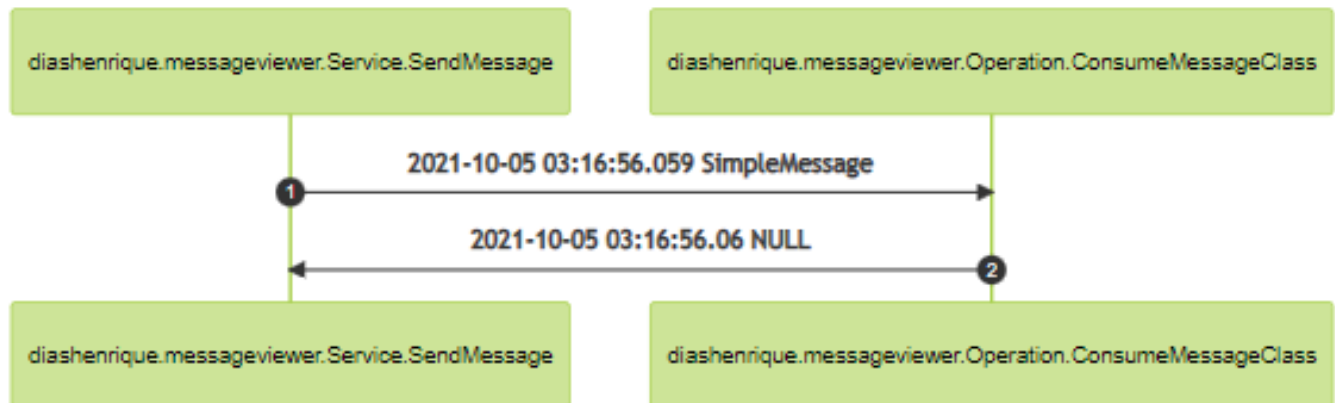 diashenrique.messageviewer.Service.SendMessage
diashenrique.messageviewer.Operation.ConsumeMessageClass
2021-10-05 03:16:56.059 SimpleMessage
1
2021-10-05 03:16:56.06 NULL
2
diashenrique.messageviewer.Service.SendMessage
diashenrique.messageviewer.Operation.ConsumeMessageClass